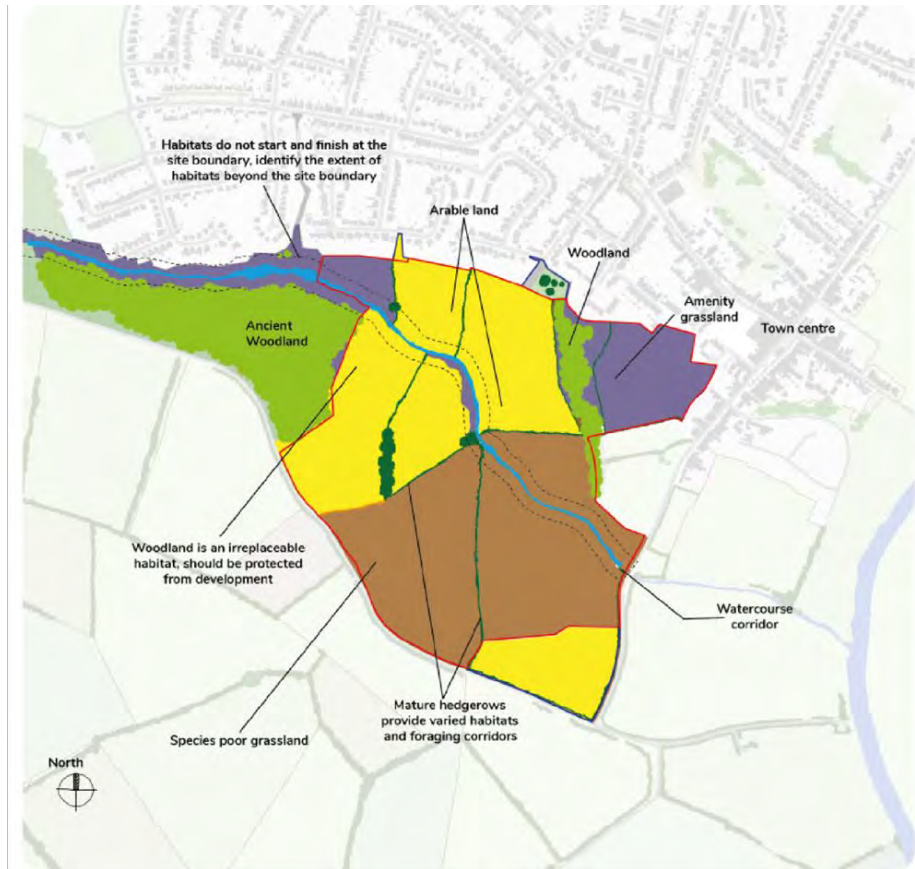 Habitats do not start and finish at the
site boundary, identify the extent of
habitats beyond the site boundary
Arable land
Woodland
Amenity
grassland
Town centre
Ancient
Woodland
Woodland is an irreplaceable
habitat, should be protected
from development
Watercourse
corridor
Mature hedgerows
provide varied habitats
and foraging corridors
Species poor grassland
North